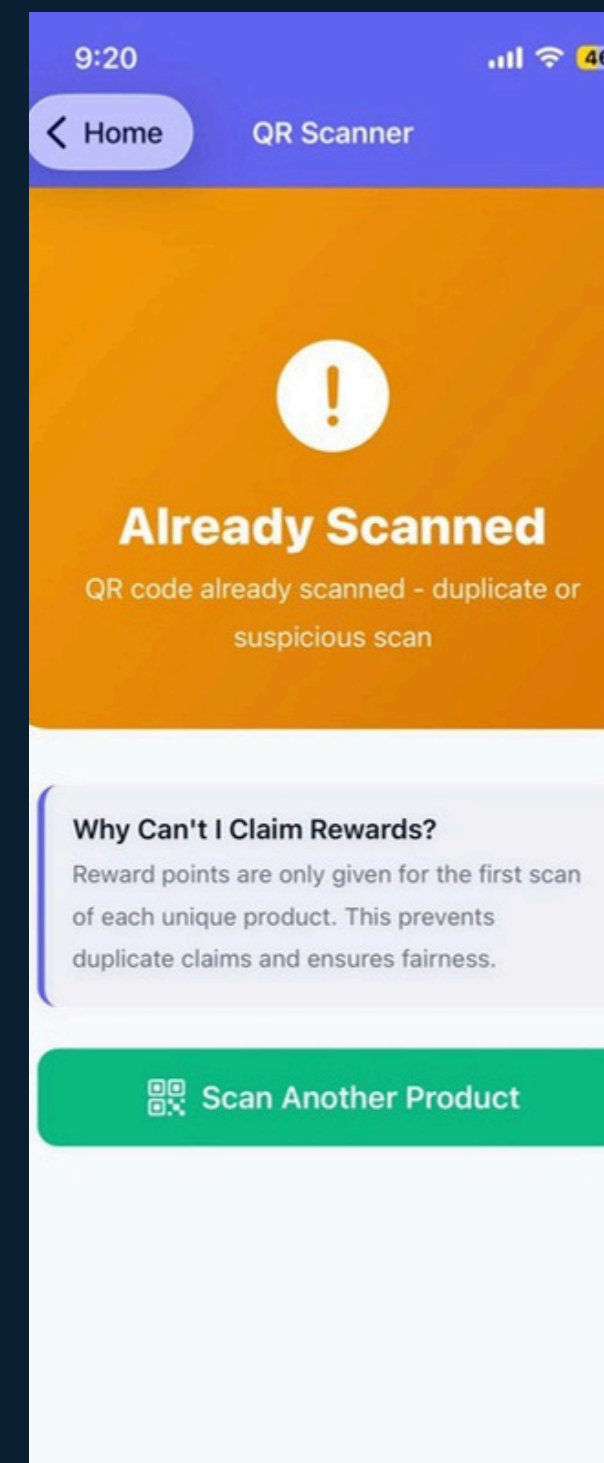 9:20
Home
QR Scanner
Already Scanned
QR code already scanned - duplicate or
suspicious scan
Why Can't I Claim Rewards?
Reward points are only given for the first scan
of each unique product. This prevents
duplicate claims and ensures fairness.
Scan Another Product